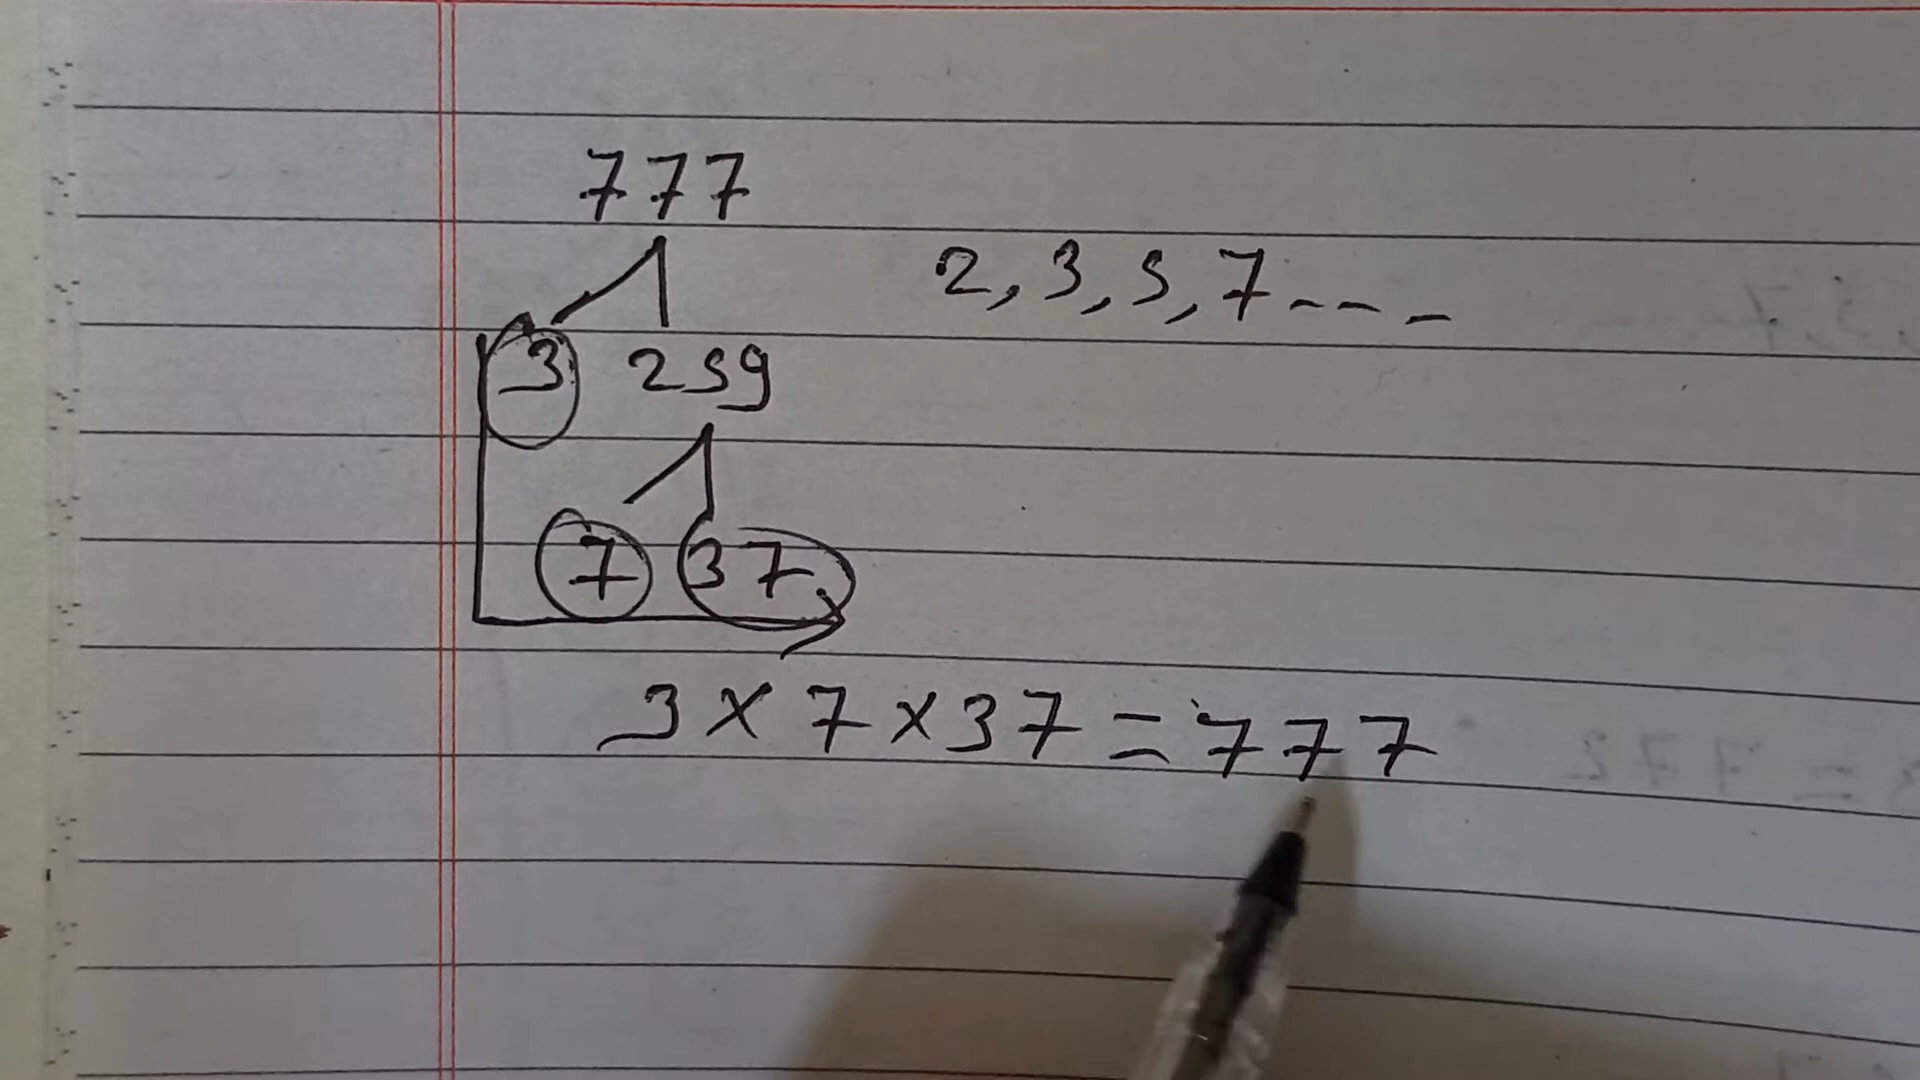 777
2, 3, 5, 7 - - -
3 259
7 37
3 × 7 × 37 = 777